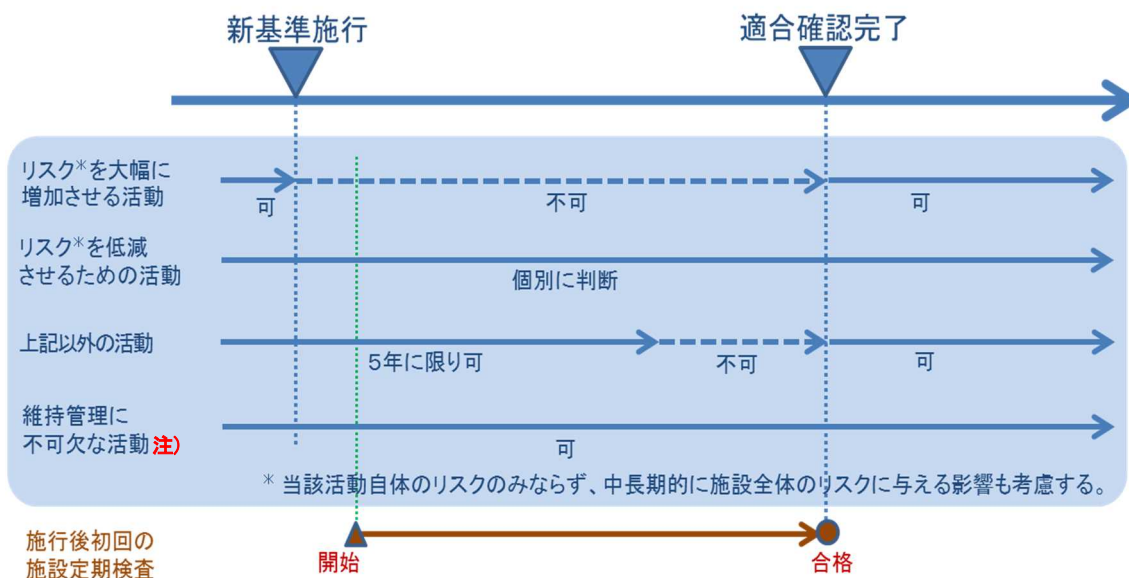 新基準施行
適合確認完了
リスク*を大幅に
増加させる活動
可
不可
可
リスク*を低減
させるための活動
個別に判断
上記以外の活動
5年に限り可
不可
可
維持管理に
不可欠な活動注)
可
* 当該活動自体のリスクのみならず、中長期的に施設全体のリスクに与える影響も考慮する。
施行後初回の
施設定期検査
開始
合格